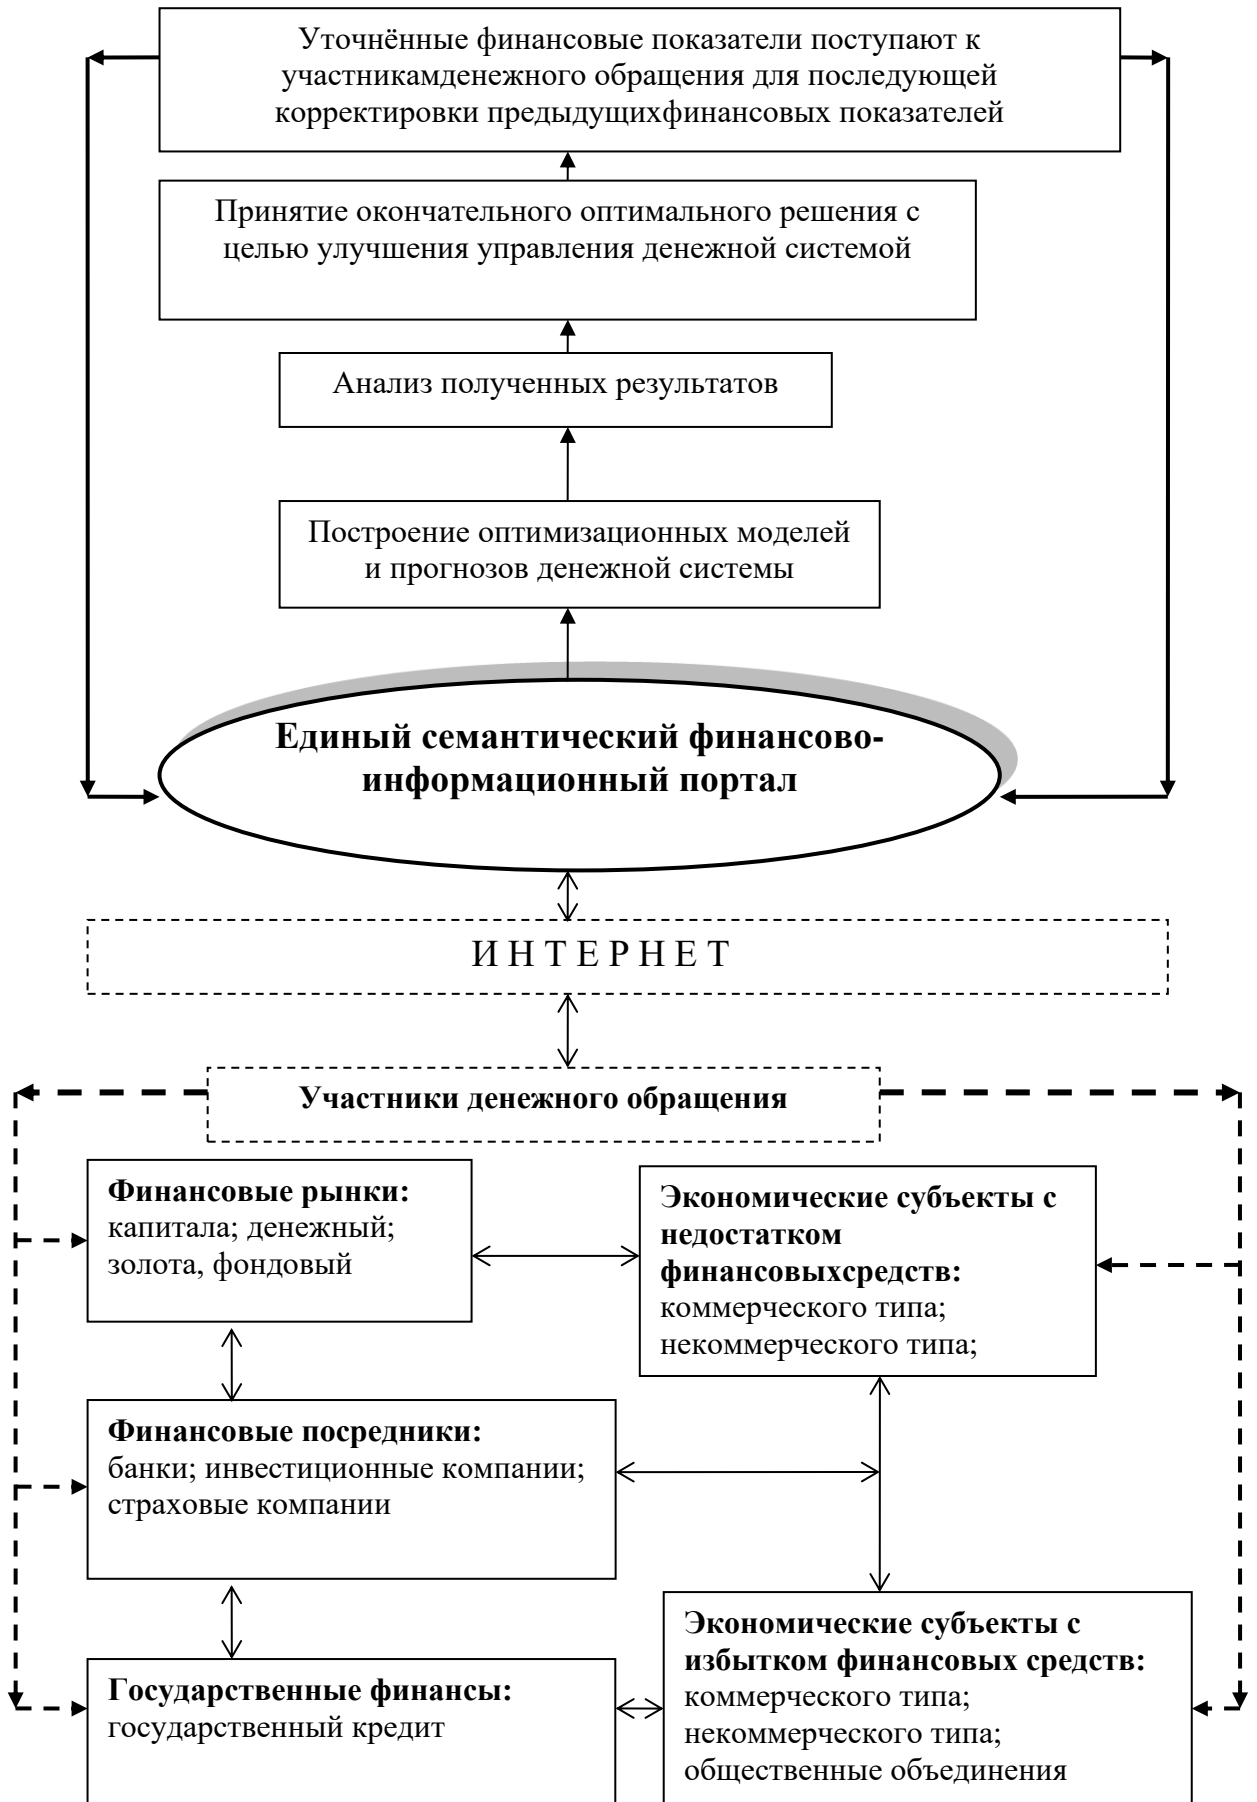 Уточнённые финансовые показатели поступают к
участникамденежного обращения для последующей
корректировки предыдущихфинансовых показателей
Принятие окончательного оптимального решения с
целью улучшения управления денежной системой
Анализ полученных результатов
Построение оптимизационных моделей
и прогнозов денежной системы
Единый семантический финансово-
информационный портал
И Н Т Е Р Н Е Т
Участники денежного обращения
Финансовые рынки:
капитала; денежный;
золота, фондовый
Экономические субъекты с
недостатком
финансовыхсредств:
коммерческого типа;
некоммерческого типа;
Финансовые посредники:
банки; инвестиционные компании;
страховые компании
Государственные финансы:
государственный кредит
Экономические субъекты с
избытком финансовых средств:
коммерческого типа;
некоммерческого типа;
общественные объединения